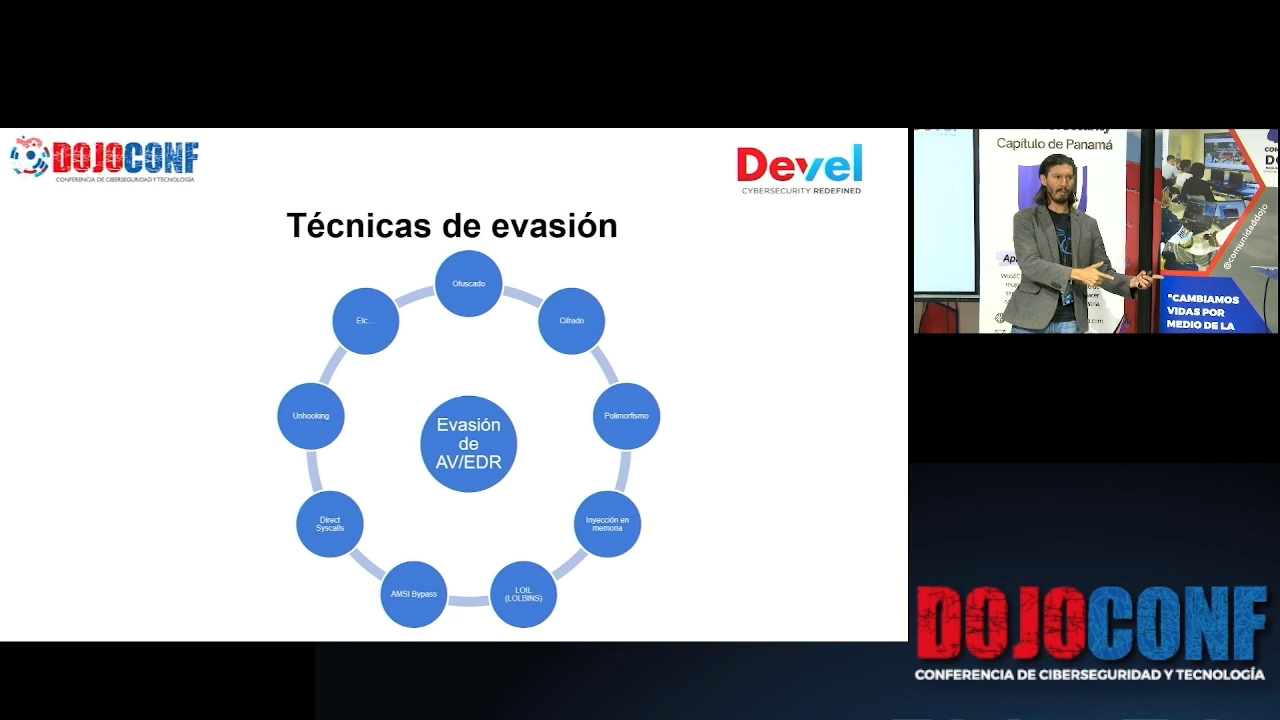 DOJOCONF
CONFERENCIA DE CIBERSEGURIDAD Y TECNOLOGÍA
Devel
CYBERSECURITY REDEFINED
Técnicas de evasión
Ofuscado
Cifrado
Polimorfismo
Inyección en
memoria
LOtL
(LOLBINS)
AMSI Bypass
Direct
Syscalls
Unhooking
Etc...
Evasión
de
AV/EDR
Capítulo de Panamá
@comunidaddojo
"CAMBIAMOS
VIDAS POR
MEDIO DE LA
DOJOCONF
CONFERENCIA DE CIBERSEGURIDAD Y TECNOLOGÍA